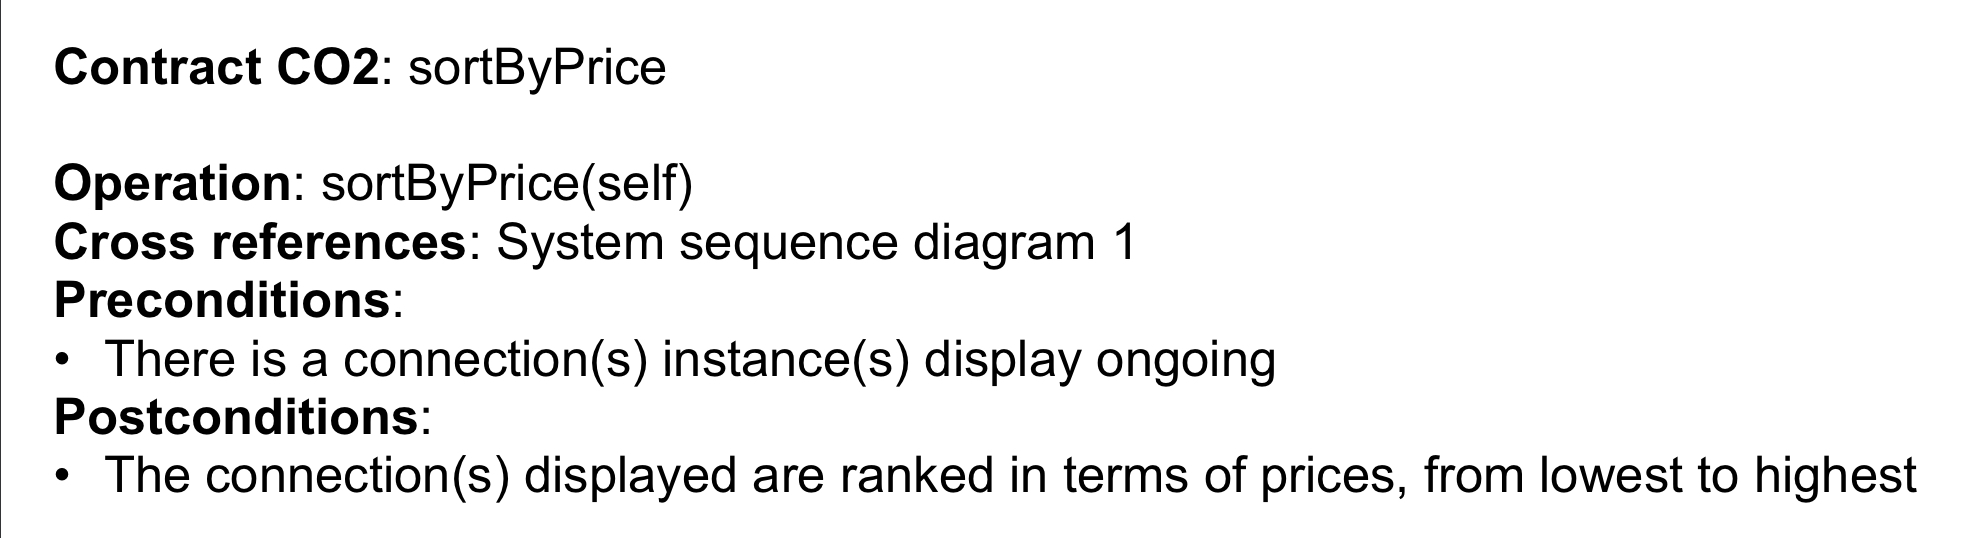 Contract CO2: sortByPrice
Operation: sortByPrice(self)
Cross references: System sequence diagram 1
Preconditions:
• There is a connection(s) instance(s) display ongoing
Postconditions:
• The connection(s) displayed are ranked in terms of prices, from lowest to highest